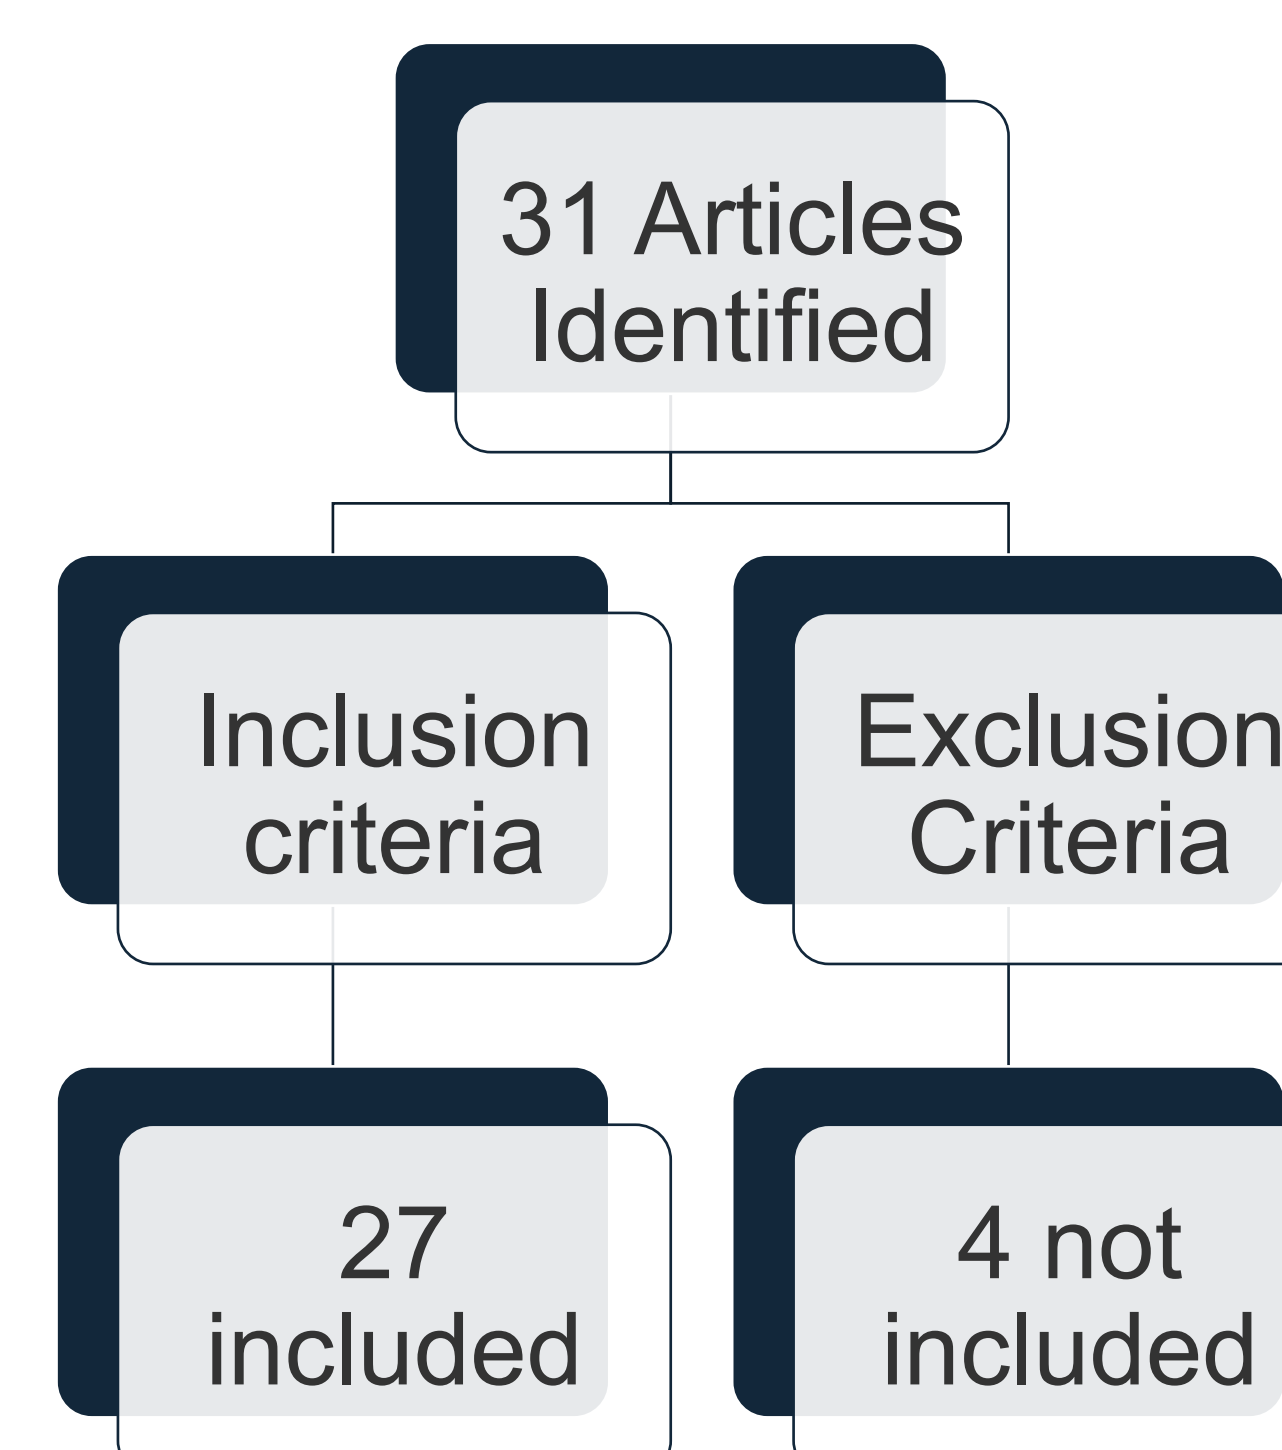 31 Articles
Identified
Inclusion
criteria
Exclusion
Criteria
27
included
4 not
included